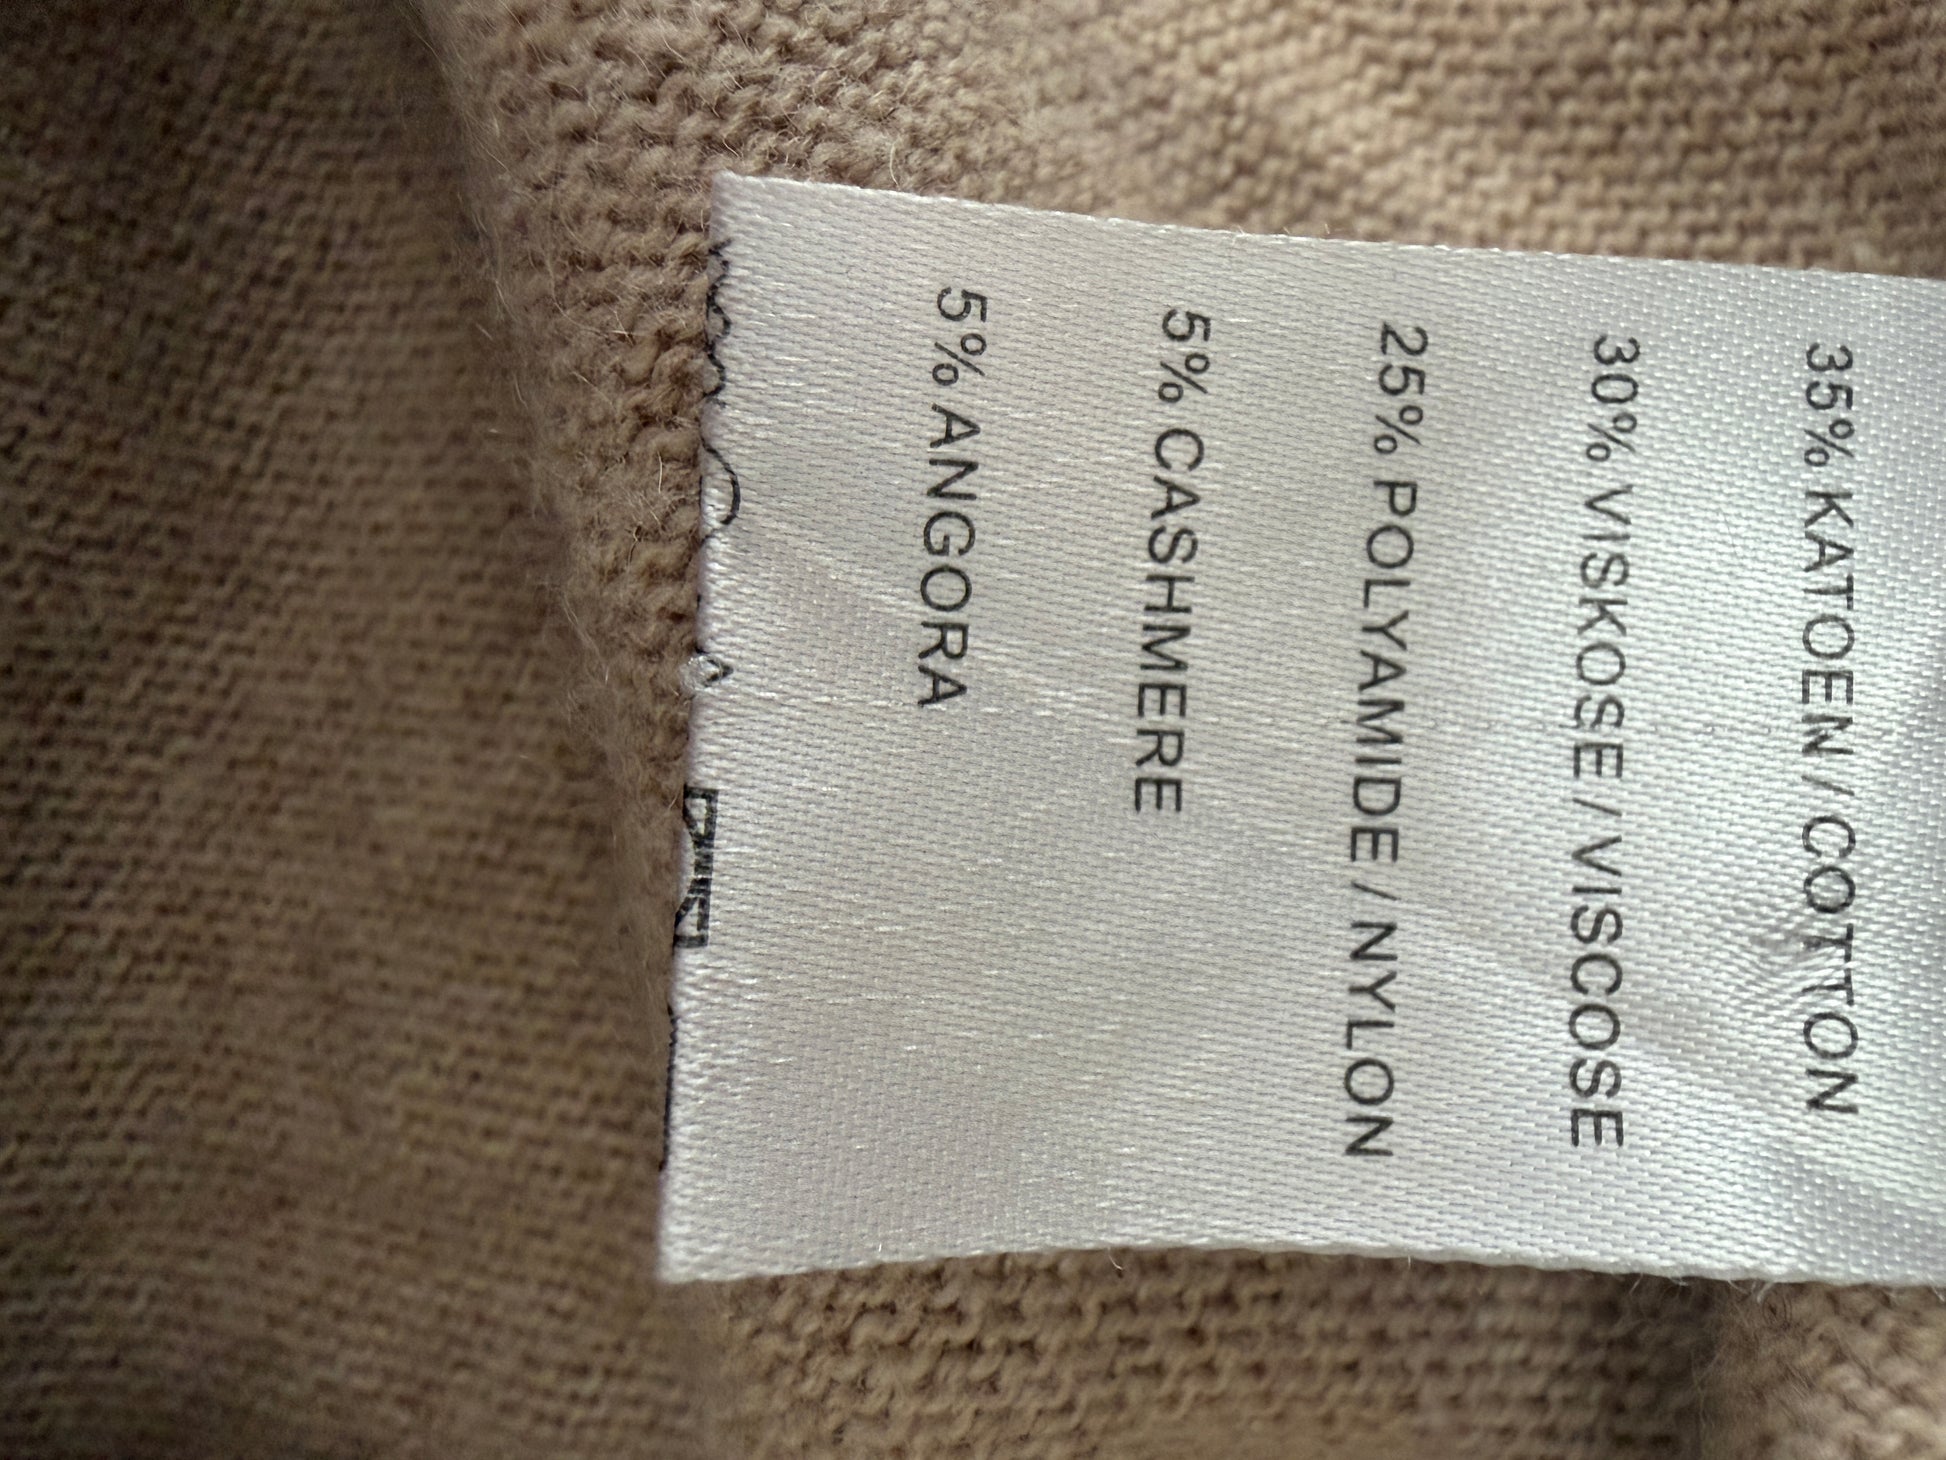 35% KATOEN / COTTON
30% VISKOSE / VISCOSE
25% POLYAMIDE / NYLON
5% CASHMERE
5% ANGORA